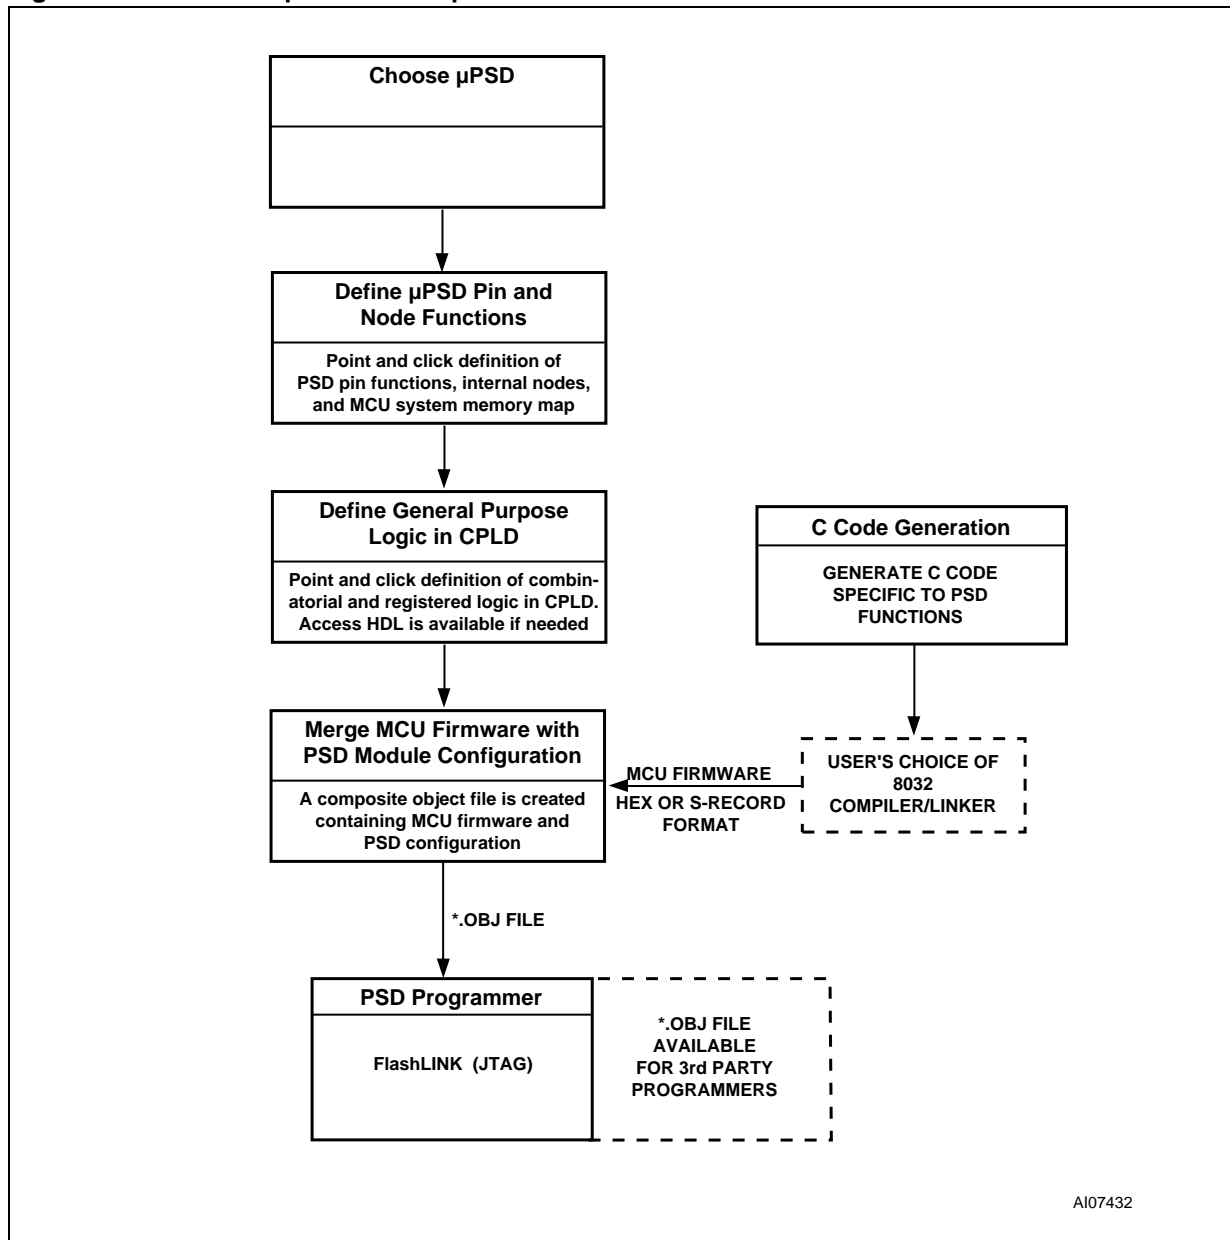 Choose µPSD
Define µPSD Pin and
Node Functions
Point and click definition of
PSD pin functions, internal nodes,
and MCU system memory map
Define General Purpose
Logic in CPLD
Point and click definition of combin-
atorial and registered logic in CPLD.
Access HDL is available if needed
C Code Generation
GENERATE C CODE
SPECIFIC TO PSD
FUNCTIONS
Merge MCU Firmware with
PSD Module Configuration
A composite object file is created
containing MCU firmware and
PSD configuration
MCU FIRMWARE
HEX OR S-RECORD
FORMAT
USER'S CHOICE OF
8032
COMPILER/LINKER
*.OBJ FILE
PSD Programmer
FlashLINK (JTAG)
*.OBJ FILE
AVAILABLE
FOR 3rd PARTY
PROGRAMMERS
AI07432